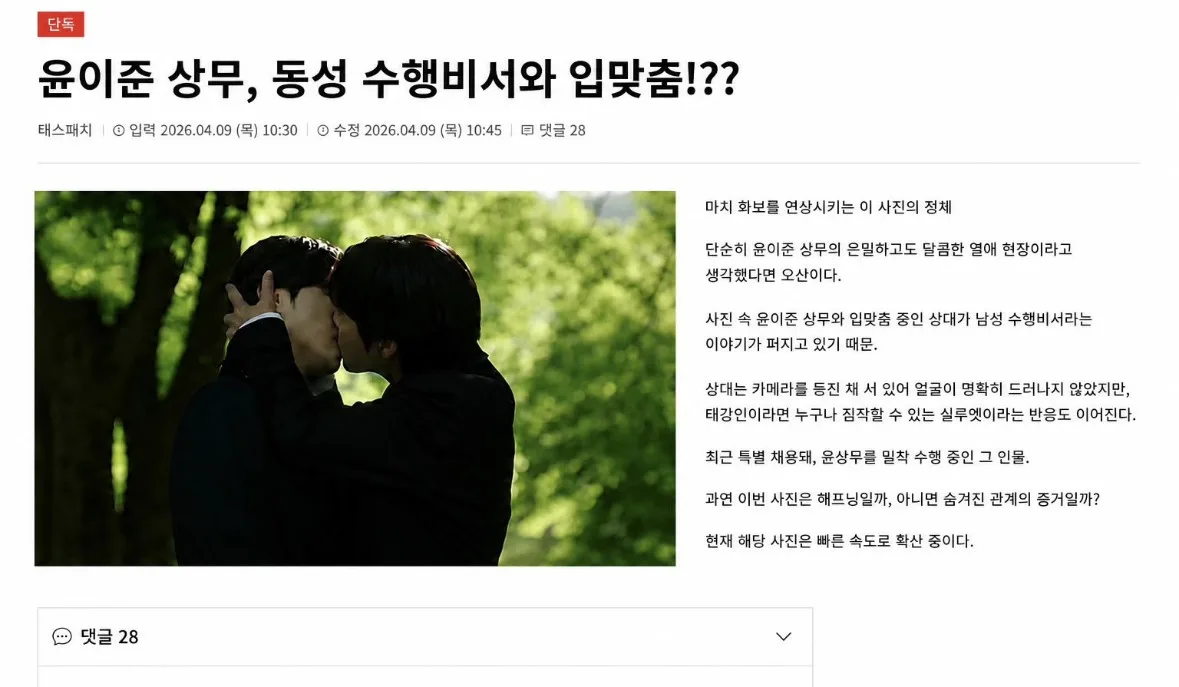 단독
윤이준 상무, 동성 수행비서와 입맞춤!??
태스패치 입력 2026.04.09 (목) 10:30 수정 2026.04.09 (목) 10:45 댓글 28
마치 화보를 연상시키는 이 사진의 정체
단순히 윤이준 상무의 은밀하고도 달콤한 열애 현장이라고
생각했다면 오산이다.
사진 속 윤이준 상무와 입맞춤 중인 상대가 남성 수행비서라는
이야기가 퍼지고 있기 때문.
상대는 카메라를 등진 채 서 있어 얼굴이 명확히 드러나지 않았지만,
태강인이라면 누구나 짐작할 수 있는 실루엣이라는 반응도 이어진다.
최근 특별 채용돼, 윤상무를 밀착 수행 중인 그 인물.
과연 이번 사진은 해프닝일까, 아니면 숨겨진 관계의 증거일까?
현재 해당 사진은 빠른 속도로 확산 중이다.
댓글 28